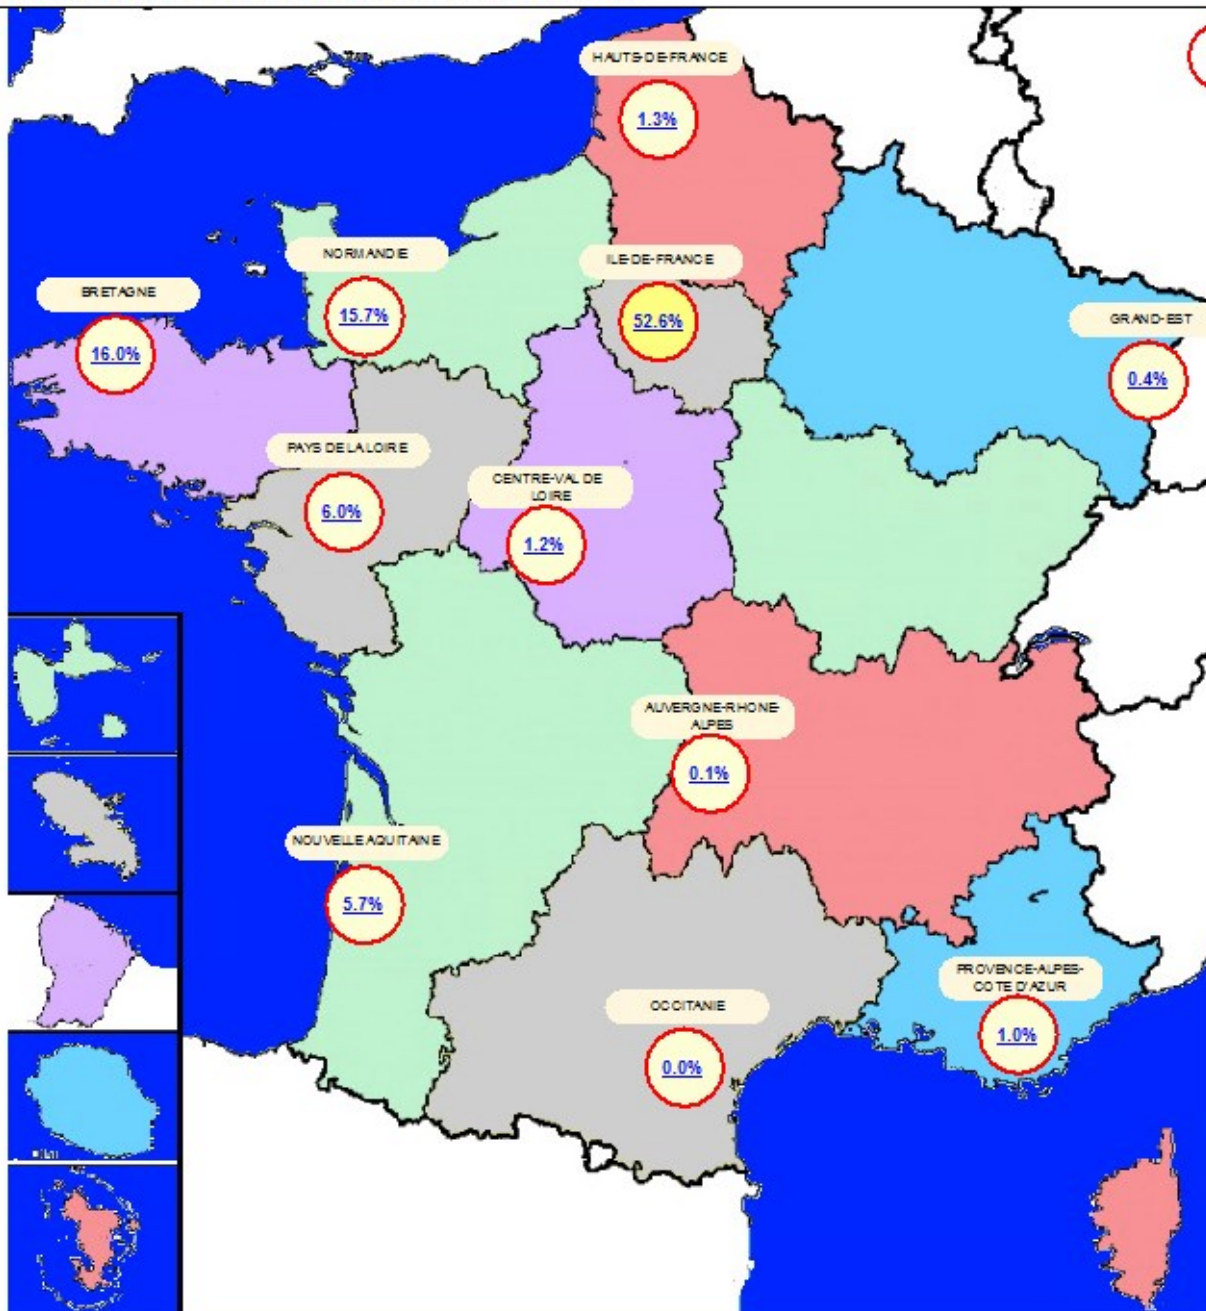 HAUTS-DE-FRANCE
1.3%
NORMANDIE
15.7%
ILE-DE-FRANCE
52.6%
BRETAGNE
16.0%
GRAND-EST
0.4%
PAYS DE LA LOIRE
6.0%
CENTRE-VAL DE
LOIRE
1.2%
AUVERGNE-RHONE-
ALPES
0.1%
NOUVELLE AQUITAINE
5.7%
PROVENCE-ALPES-
COTE D'AZUR
1.0%
OCCITANIE
0.0%